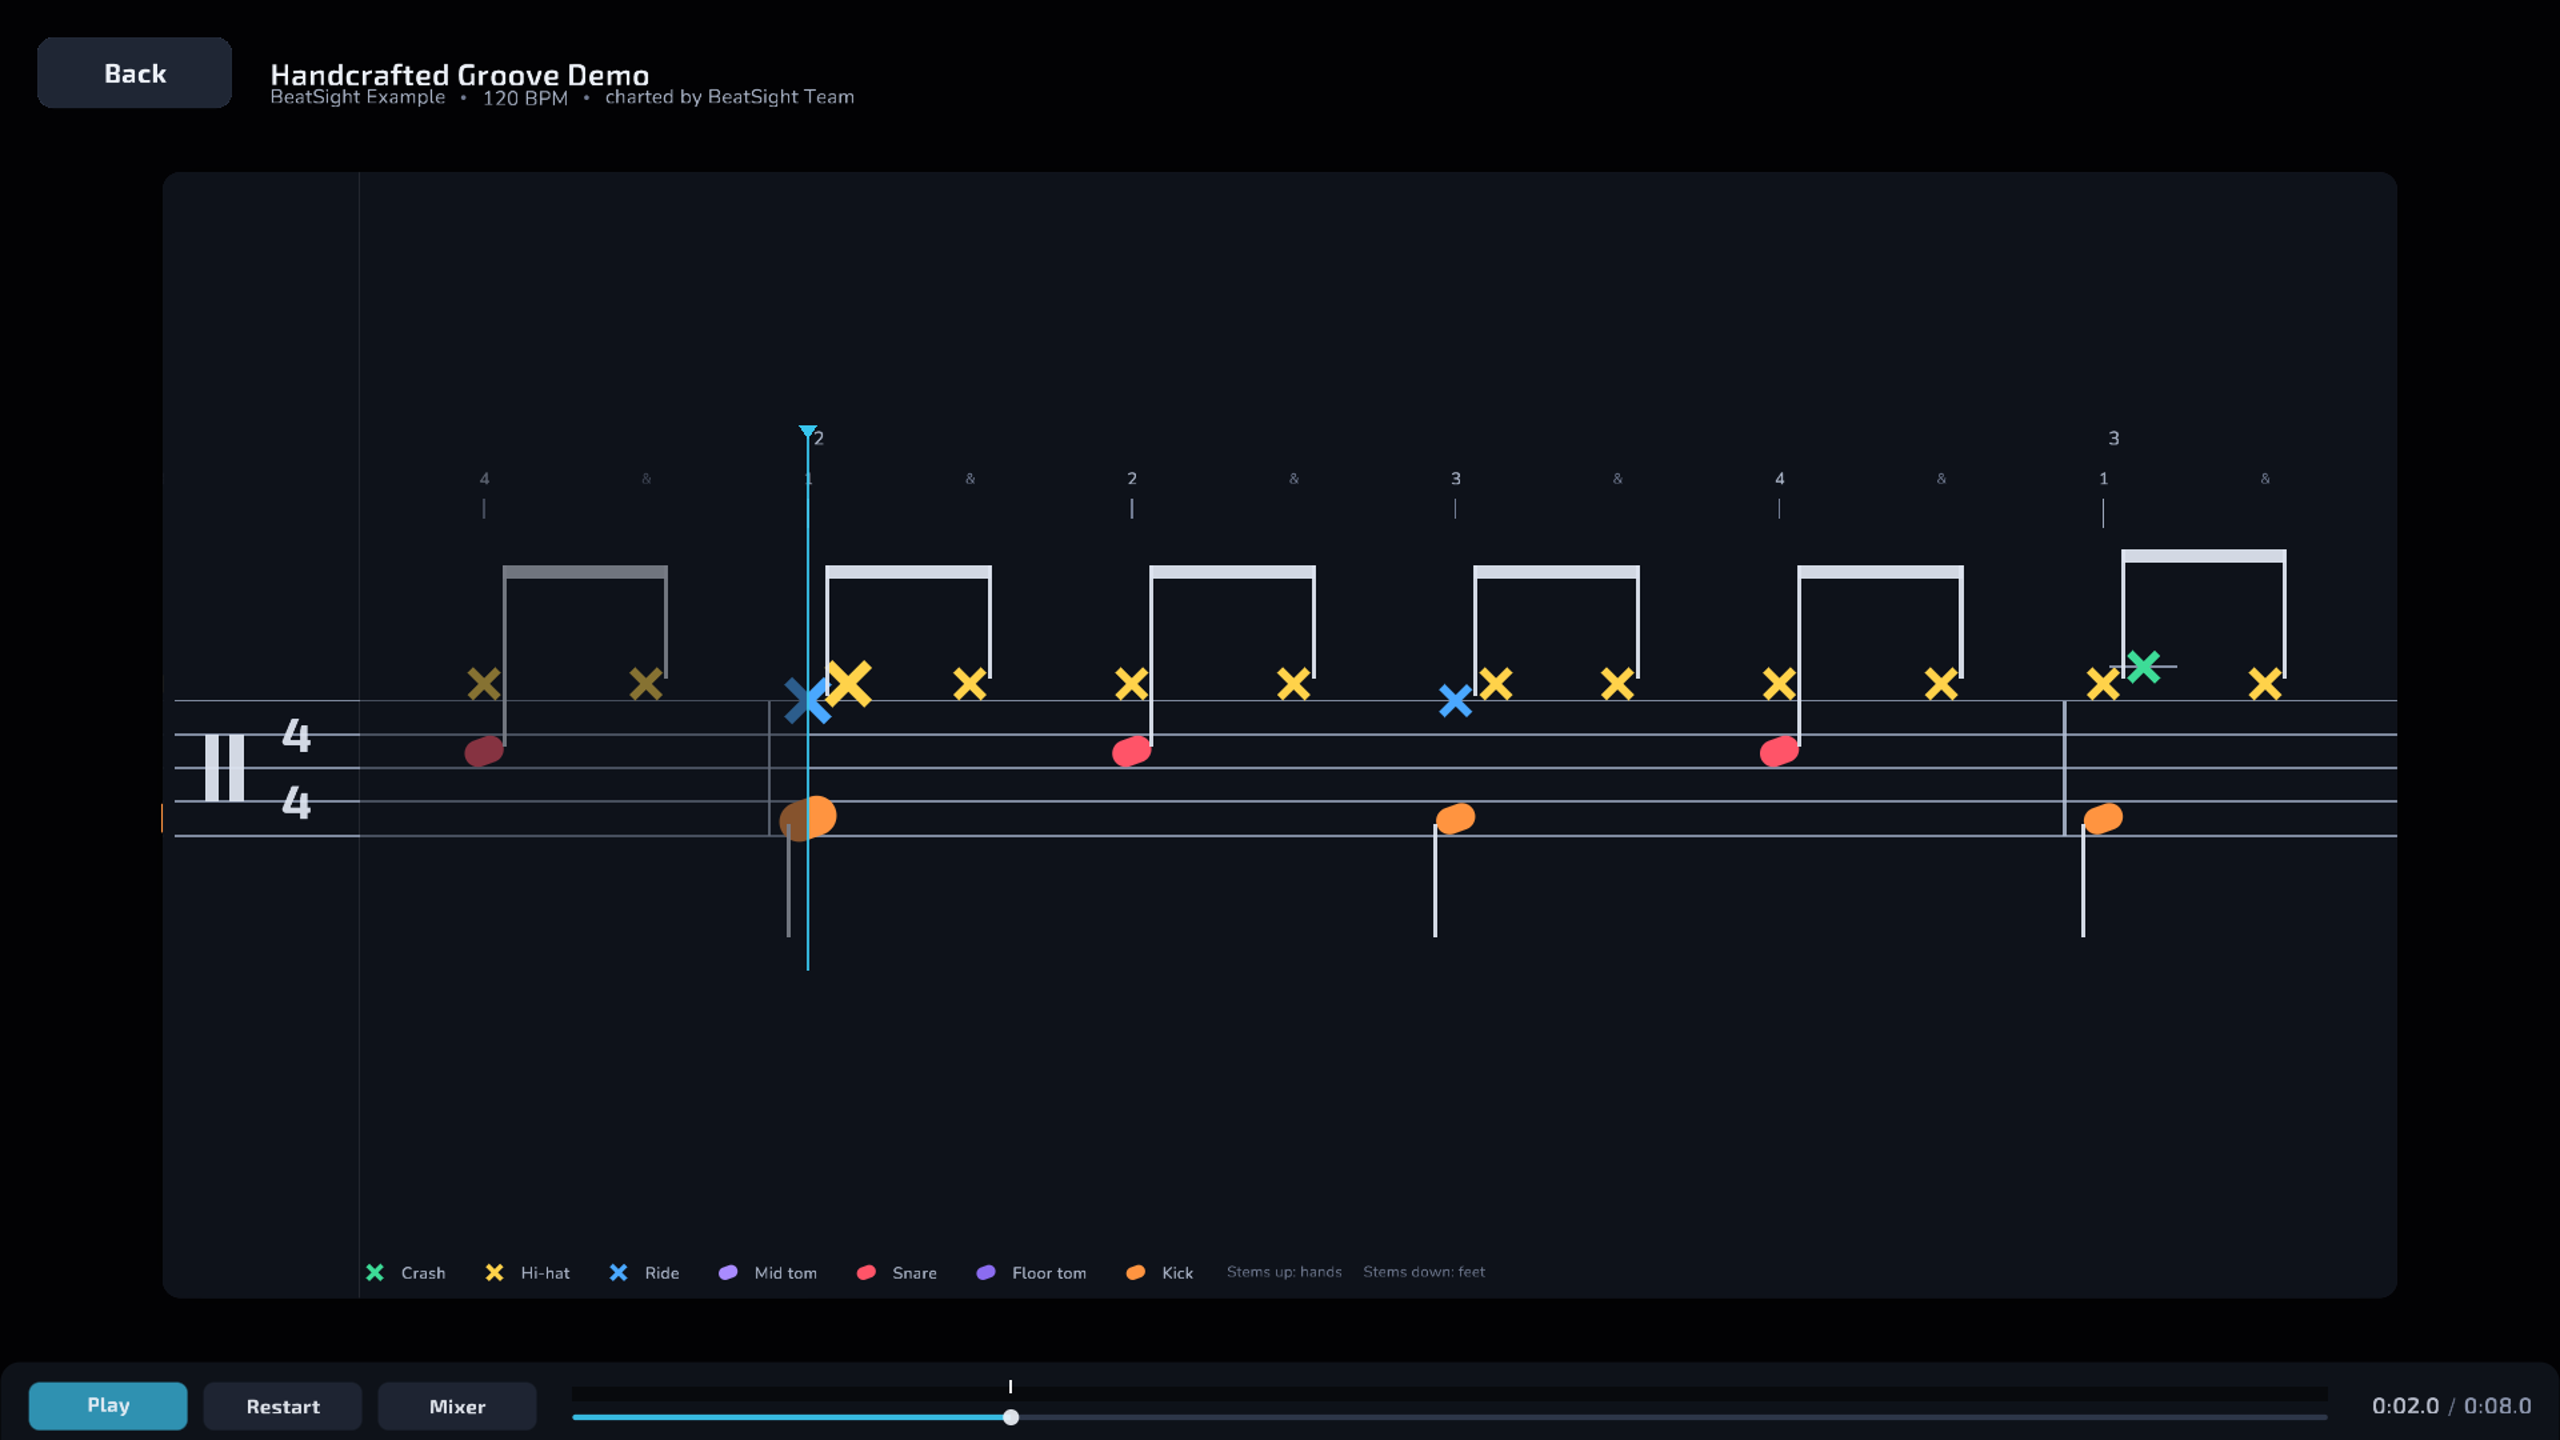 Back
Handcrafted Groove Demo
BeatSight Example • 120 BPM • charted by BeatSight Team
2 3
4 & 1 & 2 & 3 & 4 & 1 &
4
4
Crash Hi-hat Ride Mid tom Snare Floor tom Kick Stems up: hands Stems down: feet
Play Restart Mixer 0:02.0 / 0:08.0